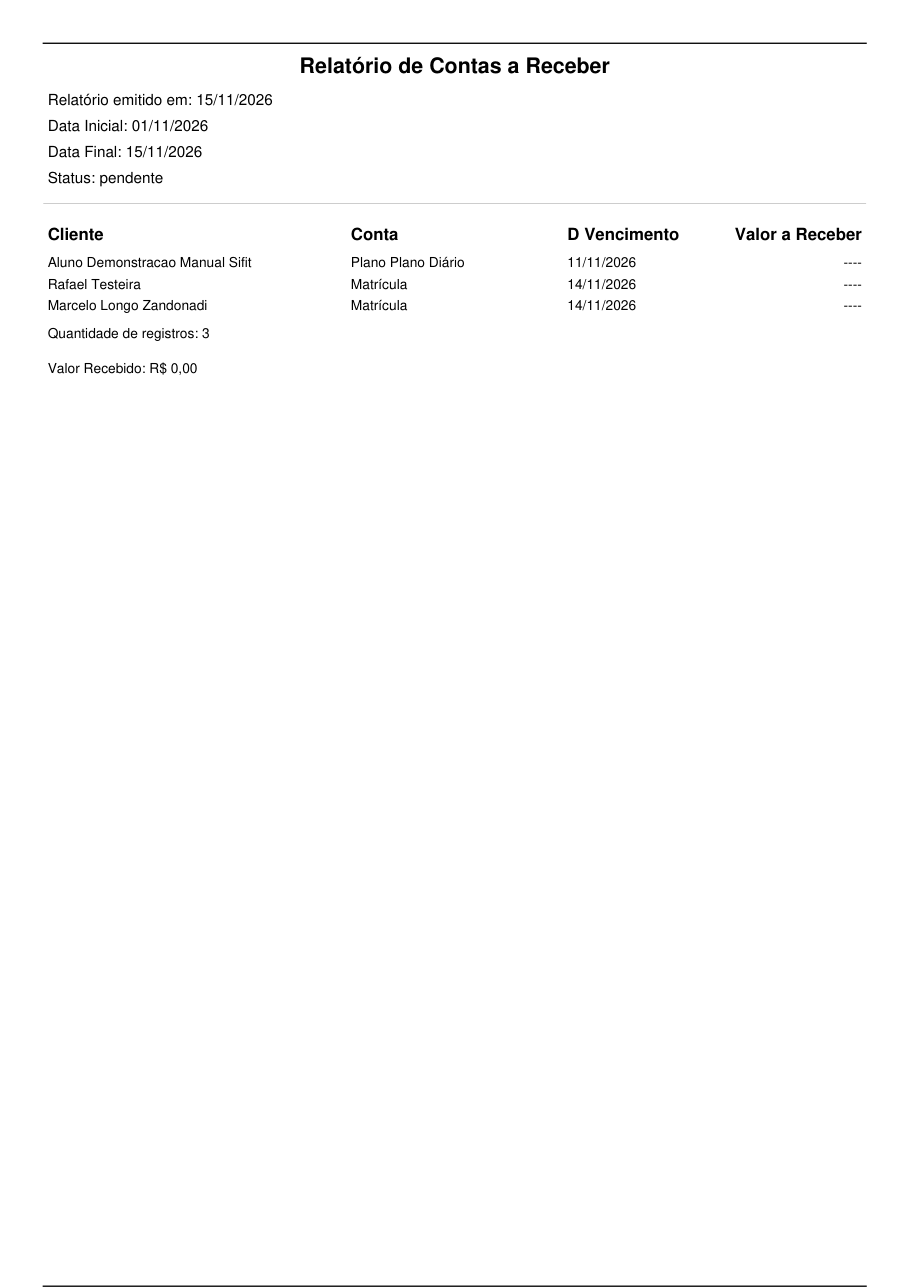 Relatório de Contas a Receber
Relatório emitido em: 15/11/2026
Data Inicial: 01/11/2026
Data Final: 15/11/2026
Status: pendente
Cliente Conta D Vencimento Valor a Receber
Aluno Demonstracao Manual Sifit Plano Plano Diário 11/11/2026 ----
Rafael Testeira Matrícula 14/11/2026 ----
Marcelo Longo Zandonadi Matrícula 14/11/2026 ----
Quantidade de registros: 3
Valor Recebido: R$ 0,00